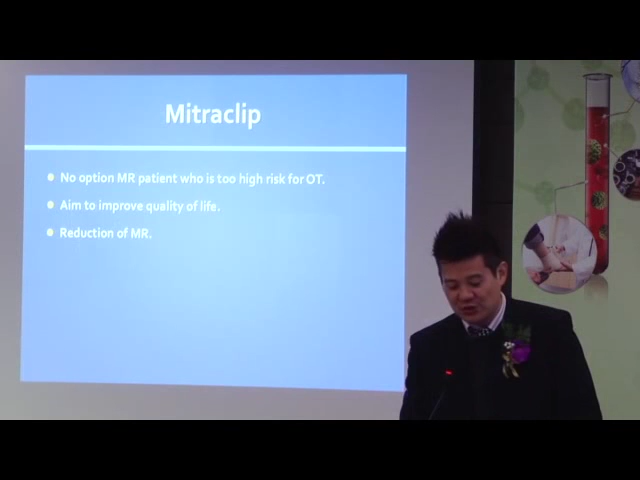 Mitraclip
No option MR patient who is too high risk for OT.
Aim to improve quality of life.
Reduction of MR.